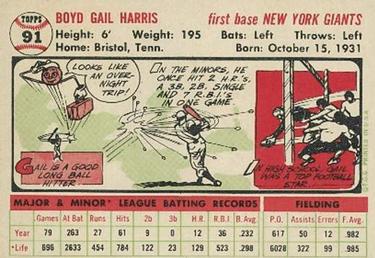 TOPPS
91
BOYD GAIL HARRIS
first base NEW YORK GIANTS
Height: 6' Weight: 195 Bats: Left Throws: Left
Home: Bristol, Tenn. Born: October 15, 1931
LOOKS LIKE
AN OVER-
NIGHT
TRIP!
IN THE MINORS, HE
ONCE HIT 2 H.R.'S,
A 3B. 2B. SINGLE
AND 7 R.B.I'S
IN ONE GAME
GAIL IS A GOOD
LONG BALL
HITTER
IN HIGH SCHOOL, GAIL
WAS A TOP FOOTBALL
STAR
©T.C.G. PRINTED IN U.S.A.
MAJOR & MINOR LEAGUE BATTING RECORDS FIELDING
Games At Bat Runs Hits 2b 3b H.R. R.B.I. B.Avg. P.O. Assists Errors F.Avg.
Year 79 263 27 61 9 0 12 36 .232 617 50 12 .982
*Life 696 2633 454 784 122 23 129 523 .298 6028 322 99 .985